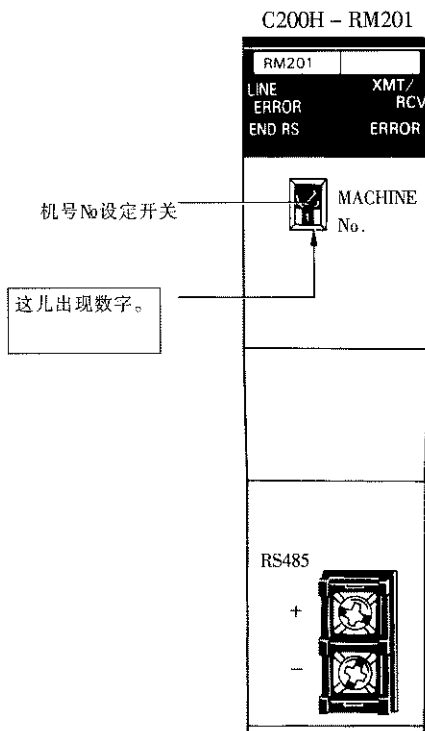 C200H-RM201
RM201
LINE ERROR
XMT/RCV
END RS
ERROR
机号No设定开关
MACHINE No.
这儿出现数字。
RS485
+
-